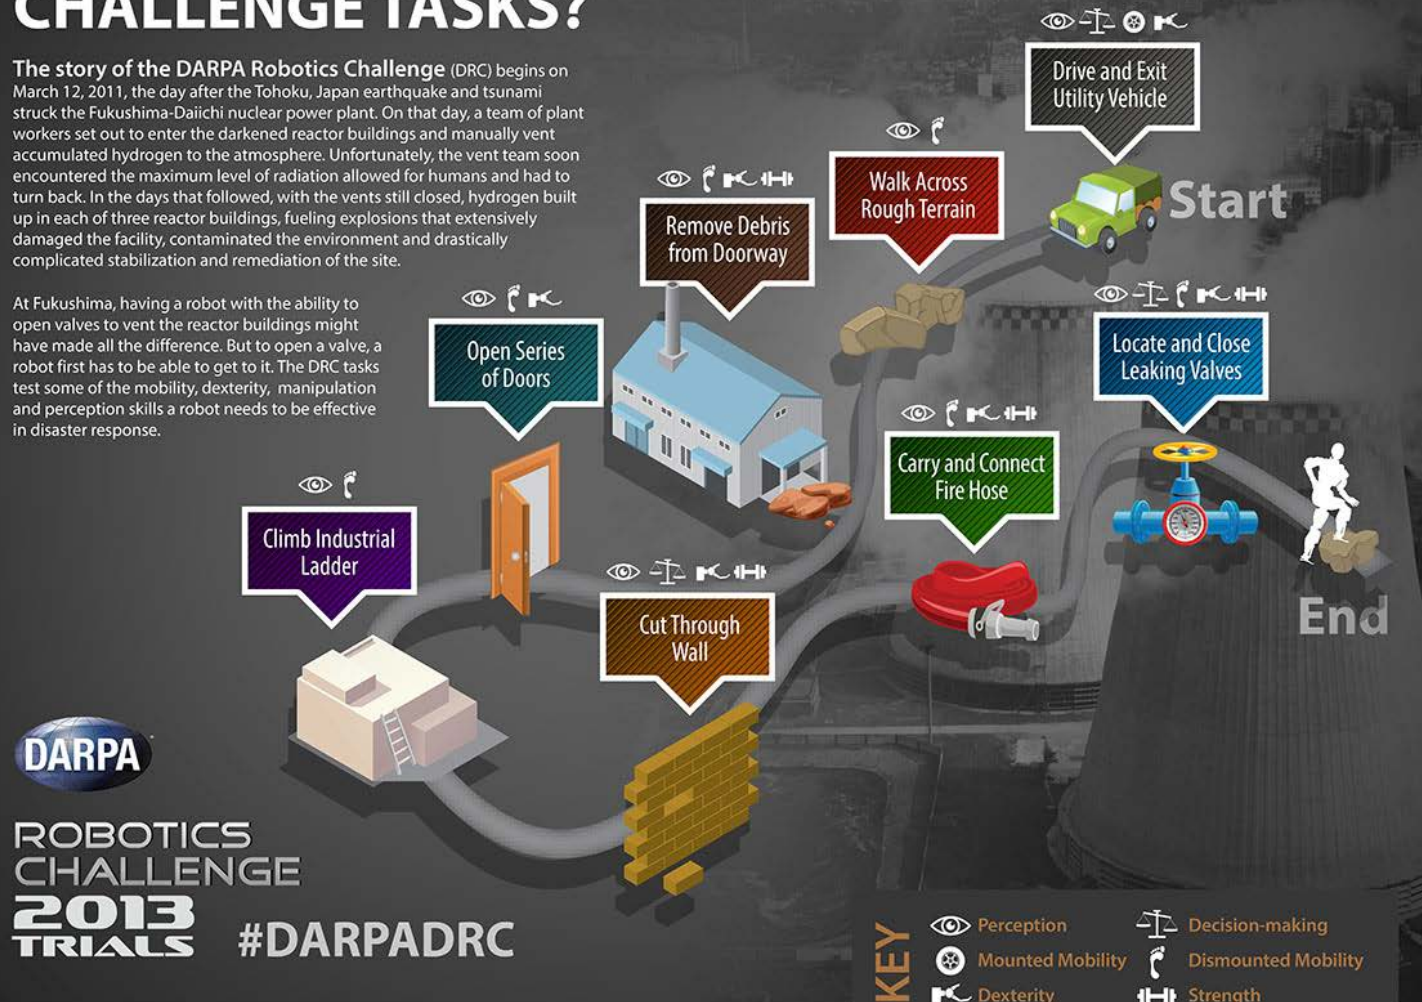 CHALLENGE TASKS?
The story of the DARPA Robotics Challenge (DRC) begins on
March 12, 2011, the day after the Tohoku, Japan earthquake and tsunami
struck the Fukushima-Daiichi nuclear power plant. On that day, a team of plant
workers set out to enter the darkened reactor buildings and manually vent
accumulated hydrogen to the atmosphere. Unfortunately, the vent team soon
encountered the maximum level of radiation allowed for humans and had to
turn back. In the days that followed, with the vents still closed, hydrogen built
up in each of three reactor buildings, fueling explosions that extensively
damaged the facility, contaminated the environment and drastically
complicated stabilization and remediation of the site.
At Fukushima, having a robot with the ability to
open valves to vent the reactor buildings might
have made all the difference. But to open a valve, a
robot first has to be able to get to it. The DRC tasks
test some of the mobility, dexterity, manipulation
and perception skills a robot needs to be effective
in disaster response.
Drive and Exit
Utility Vehicle
Start
Walk Across
Rough Terrain
Remove Debris
from Doorway
Open Series
of Doors
Climb Industrial
Ladder
Cut Through
Wall
Carry and Connect
Fire Hose
Locate and Close
Leaking Valves
End
DARPA
ROBOTICS
CHALLENGE
2013
TRIALS
#DARPADRC
KEY
Perception
Decision-making
Mounted Mobility
Dismounted Mobility
Dexterity
Strength